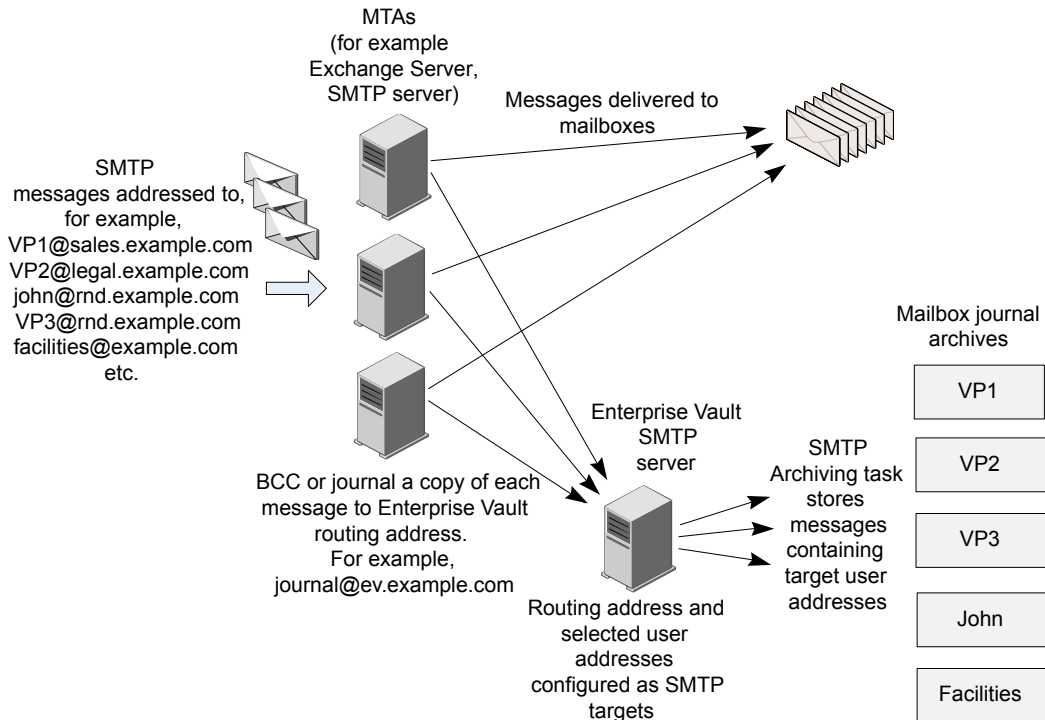 MTAs
(for example
Exchange Server,
SMTP server)
Messages delivered to
mailboxes
SMTP
messages addressed to,
for example,
VP1@sales.example.com
VP2@legal.example.com
john@rnd.example.com
VP3@rnd.example.com
facilities@example.com
etc.
BCC or journal a copy of each
message to Enterprise Vault
routing address.
For example,
journal@ev.example.com
Enterprise Vault
SMTP
server
Routing address and
selected user
addresses
configured as SMTP
targets
SMTP
Archiving task
stores
messages
containing
target user
addresses
Mailbox journal
archives
VP1
VP2
VP3
John
Facilities